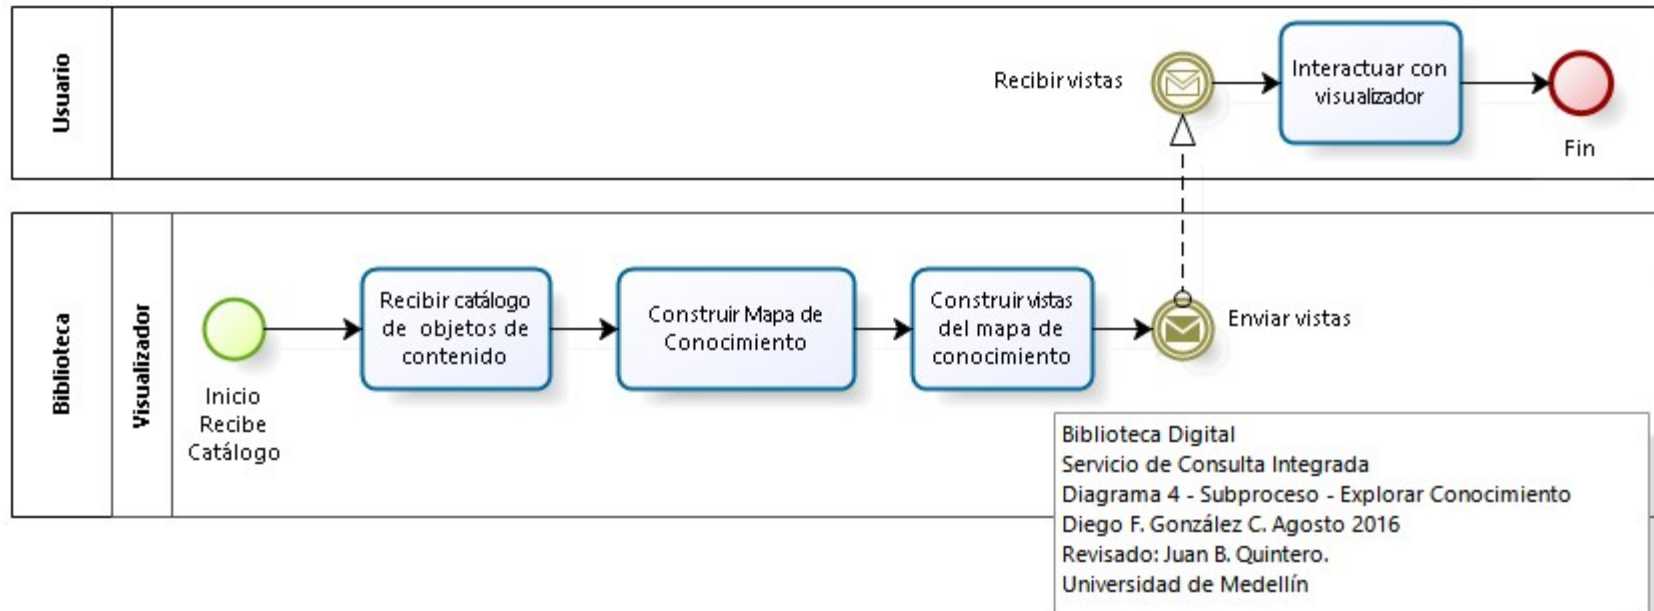 Usuario
Recibir vistas
Interactuar con
visualizador
Fin
Biblioteca
Visualizador
Inicio
Recibe
Catálogo
Recibir catálogo
de objetos de
contenido
Construir Mapa de
Conocimiento
Construir vistas
del mapa de
conocimiento
Enviar vistas
Biblioteca Digital
Servicio de Consulta Integrada
Diagrama 4 - Subproceso - Explorar Conocimiento
Diego F. González C. Agosto 2016
Revisado: Juan B. Quintero.
Universidad de Medellín